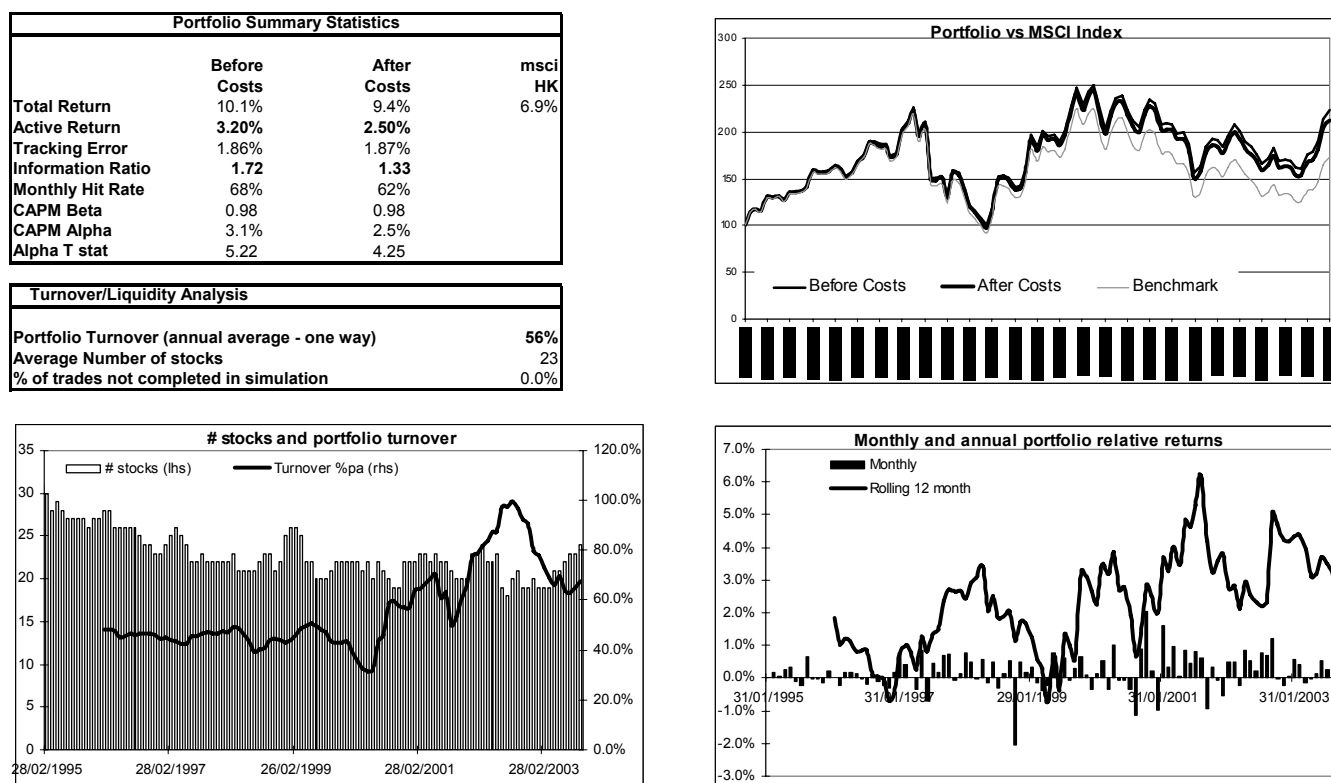 Portfolio Summary Statistics
Before After msci
Costs Costs HK
Total Return 10.1% 9.4% 6.9%
Active Return 3.20% 2.50%
Tracking Error 1.86% 1.87%
Information Ratio 1.72 1.33
Monthly Hit Rate 68% 62%
CAPM Beta 0.98 0.98
CAPM Alpha 3.1% 2.5%
Alpha T stat 5.22 4.25
Turnover/Liquidity Analysis
Portfolio Turnover (annual average - one way) 56%
Average Number of stocks 23
% of trades not completed in simulation 0.0%
Portfolio vs MSCI Index
300
250
200
150
100
50
0
Before Costs After Costs Benchmark
# stocks and portfolio turnover
# stocks (lhs) Turnover %pa (rhs)
35
30
25
20
15
10
5
0
120.0%
100.0%
80.0%
60.0%
40.0%
20.0%
0.0%
28/02/1995 28/02/1997 26/02/1999 28/02/2001 28/02/2003
Monthly and annual portfolio relative returns
Monthly
Rolling 12 month
7.0%
6.0%
5.0%
4.0%
3.0%
2.0%
1.0%
0.0%
-1.0%
-2.0%
-3.0%
31/01/1995 31/01/1997 29/01/1999 31/01/2001 31/01/2003